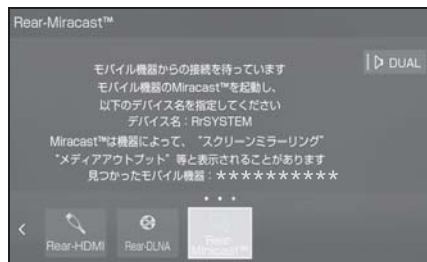 Rear-Miracast™
DUAL
モバイル機器からの接続を待っています
モバイル機器のMiracast™を起動し、
以下のデバイス名を指定してください
デバイス名：RrSYSTEM
Miracast™は機器によって、“スクリーンミラーリング”
“メディアアウトプット”等と表示されることがあります
見つかったモバイル機器：＊＊＊＊＊＊＊＊＊＊
Rear-HDMI
Rear-DLNA
Rear-
Miracast™